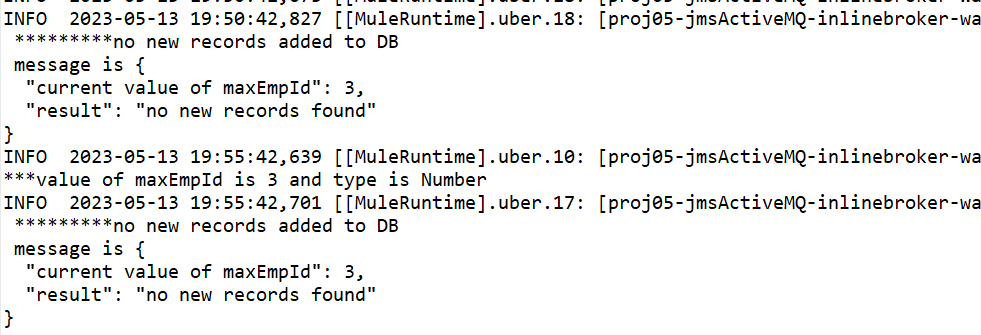 INFO  2023-05-13 19:50:42,827 [[MuleRuntime].uber.18: [proj05-jmsActiveMQ-inlinebroker-wa
 *********no new records added to DB
 message is {
  "current value of maxEmpId": 3,
  "result": "no new records found"
}
INFO  2023-05-13 19:55:42,639 [[MuleRuntime].uber.10: [proj05-jmsActiveMQ-inlinebroker-wa
***value of maxEmpId is 3 and type is Number
INFO  2023-05-13 19:55:42,701 [[MuleRuntime].uber.17: [proj05-jmsActiveMQ-inlinebroker-wa
 *********no new records added to DB
 message is {
  "current value of maxEmpId": 3,
  "result": "no new records found"
}